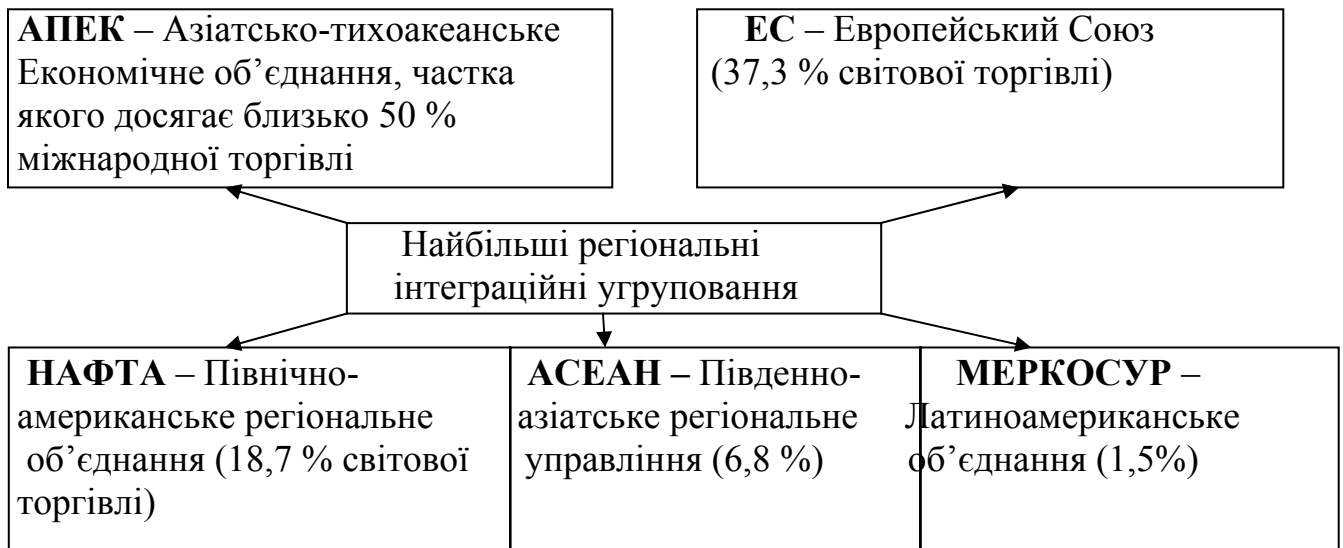 АПЕК – Азіатсько-тихоакеанське
Економічне об’єднання, частка
якого досягає близько 50 %
міжнародної торгівлі
ЕС – Европейський Союз
(37,3 % світової торгівлі)
Найбільші регіональні
інтеграційні угруповання
НАФТА – Північно-
американське регіональне
об’єднання (18,7 % світової
торгівлі)
АСЕАН – Південно-
азіатське регіональне
управління (6,8 %)
МЕРКОСУР –
Латиноамериканське
об’єднання (1,5%)